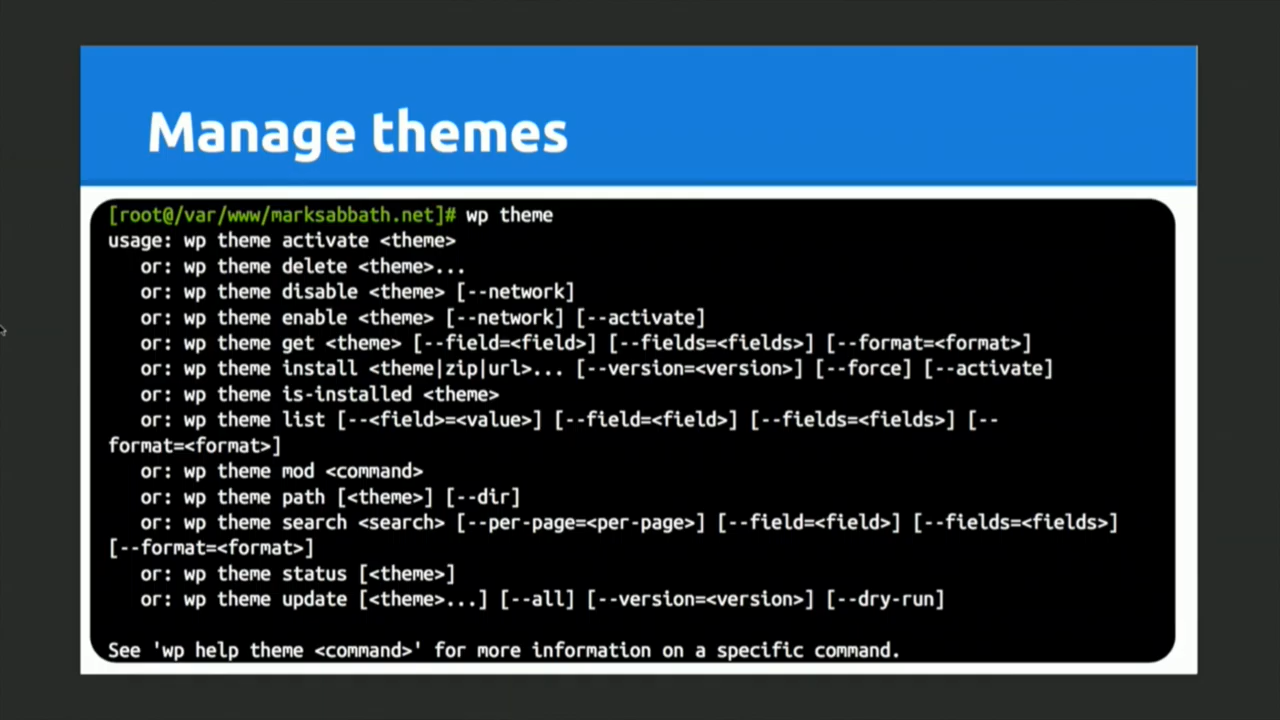 Manage themes
[root@/var/www/marksabbath.net]# wp theme
usage: wp theme activate <theme>
or: wp theme delete <theme>...
or: wp theme disable <theme> [--network]
or: wp theme enable <theme> [--network] [--activate]
or: wp theme get <theme> [--field=<field>] [--fields=<fields>] [--format=<format>]
or: wp theme install <theme|zip|url>... [--version=<version>] [--force] [--activate]
or: wp theme is-installed <theme>
or: wp theme list [--<field>=<value>] [--field=<field>] [--fields=<fields>] [--
format=<format>]
or: wp theme mod <command>
or: wp theme path [<theme>] [--dir]
or: wp theme search <search> [--per-page=<per-page>] [--field=<field>] [--fields=<fields>]
[--format=<format>]
or: wp theme status [<theme>]
or: wp theme update [<theme>...] [--all] [--version=<version>] [--dry-run]
See 'wp help theme <command>' for more information on a specific command.